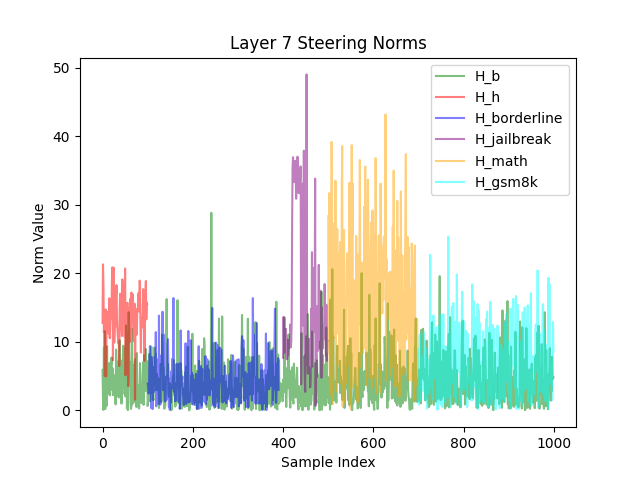 Layer 7 Steering Norms
Norm Value
50
40
30
20
10
0
H_b
H_h
H_borderline
H_jailbreak
H_math
H_gsm8k
0 200 400 600 800 1000
Sample Index